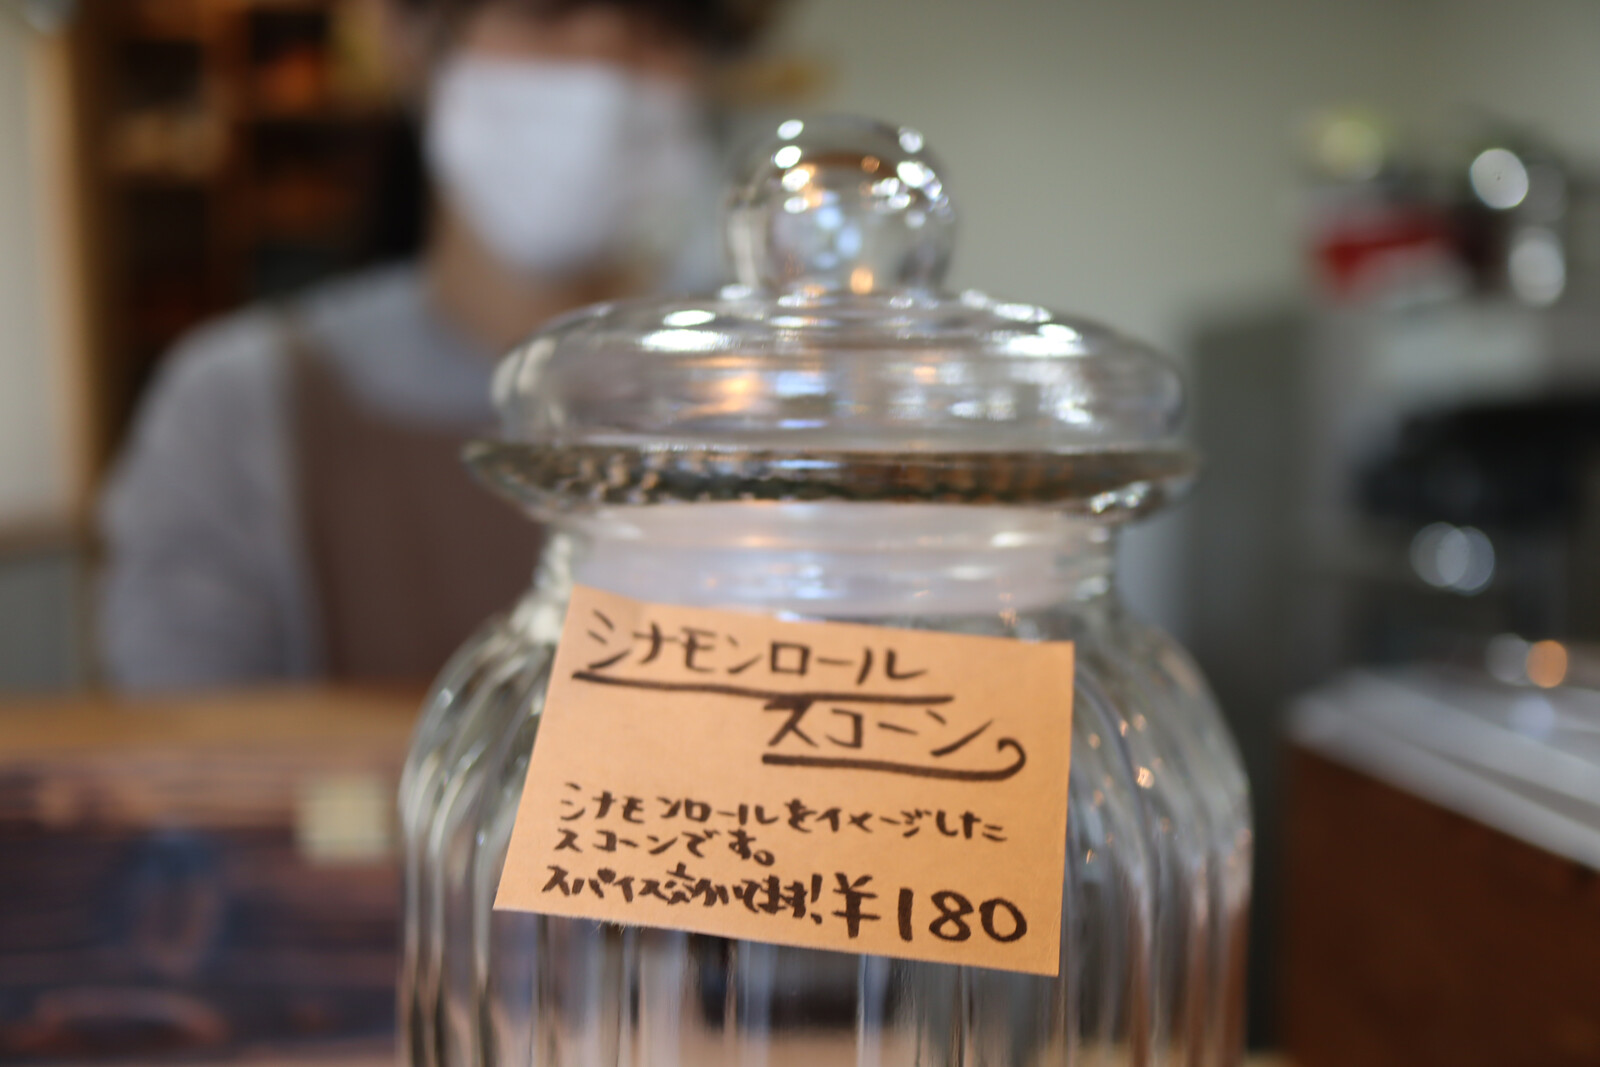 シナモンロール
スコーン
シナモンロールをイメージした
スコーンです。
スパイス効いてます！￥180